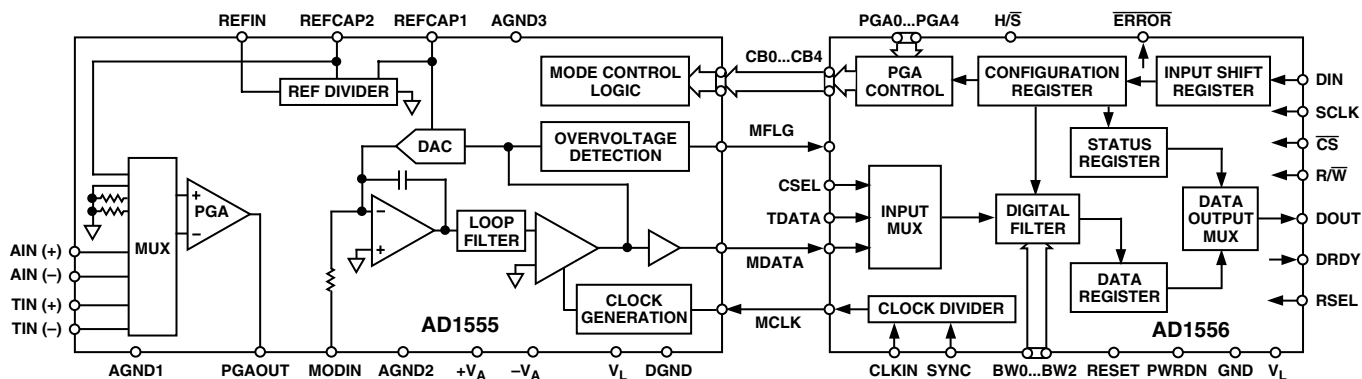 REFIN
REFCAP2
REFCAP1
AGND3
PGA0...PGA4
H/S̅
E̅R̅R̅O̅R̅
CB0...CB4
REF DIVIDER
MODE CONTROL
LOGIC
PGA
CONTROL
CONFIGURATION
REGISTER
INPUT SHIFT
REGISTER
DIN
SCLK
C̅S̅
R/W̅
DOUT
DRDY
RSEL
DAC
OVERVOLTAGE
DETECTION
MFLG
STATUS
REGISTER
CSEL
TDATA
MDATA
INPUT
MUX
DIGITAL
FILTER
DATA
OUTPUT
MUX
DATA
REGISTER
MUX
+
PGA
–
–
+
LOOP
FILTER
AIN (+)
AIN (–)
TIN (+)
TIN (–)
CLOCK
GENERATION
MCLK
CLOCK DIVIDER
AD1555
AD1556
AGND1
PGAOUT
MODIN
AGND2
+VA
–VA
VL
DGND
CLKIN
SYNC
BW0...BW2
RESET
PWRDN
GND
VL